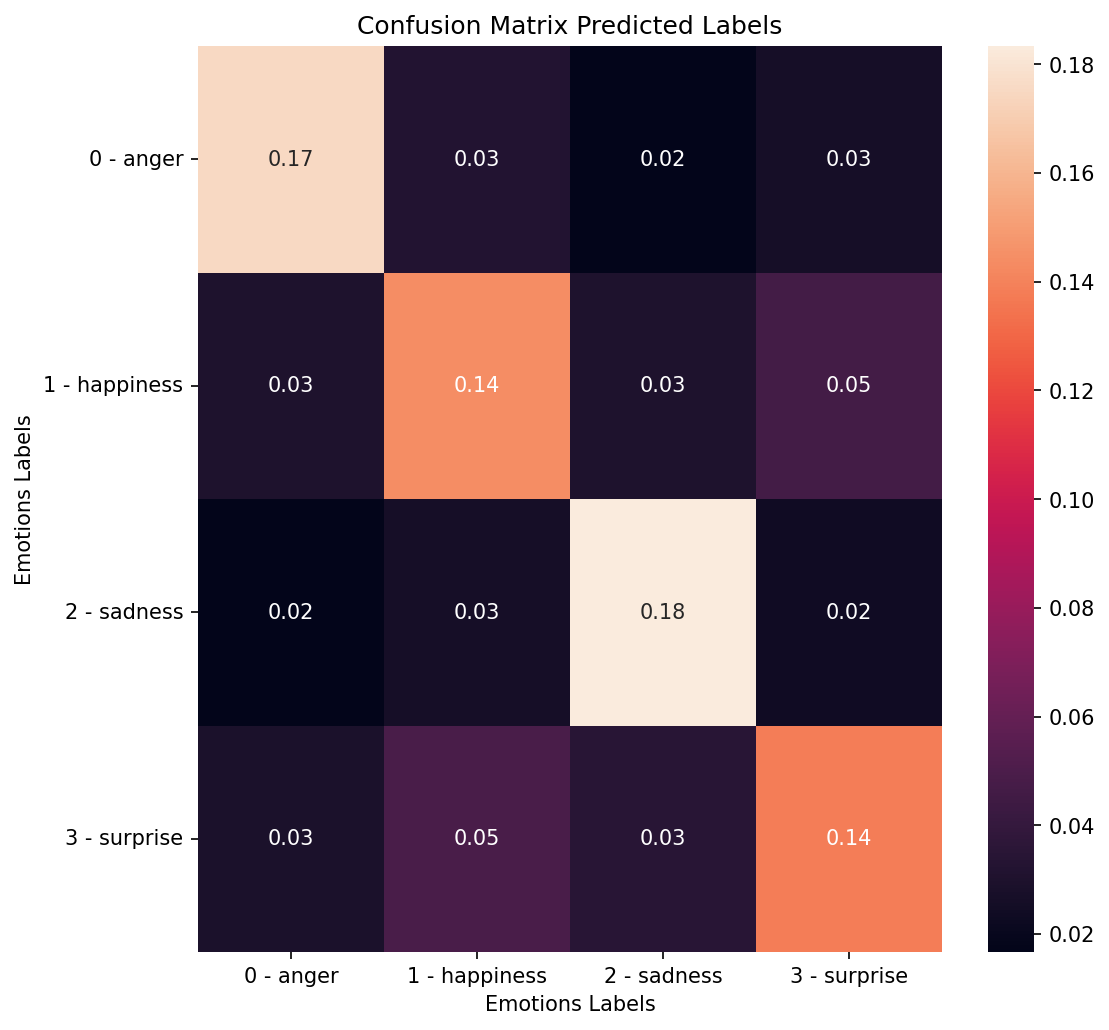 Confusion Matrix Predicted Labels
0 - anger
0.17 0.03 0.02 0.03
1 - happiness
0.03 0.14 0.03 0.05
2 - sadness
0.02 0.03 0.18 0.02
3 - surprise
0.03 0.05 0.03 0.14
Emotions Labels
0 - anger 1 - happiness 2 - sadness 3 - surprise
Emotions Labels
0.18
0.16
0.14
0.12
0.10
0.08
0.06
0.04
0.02